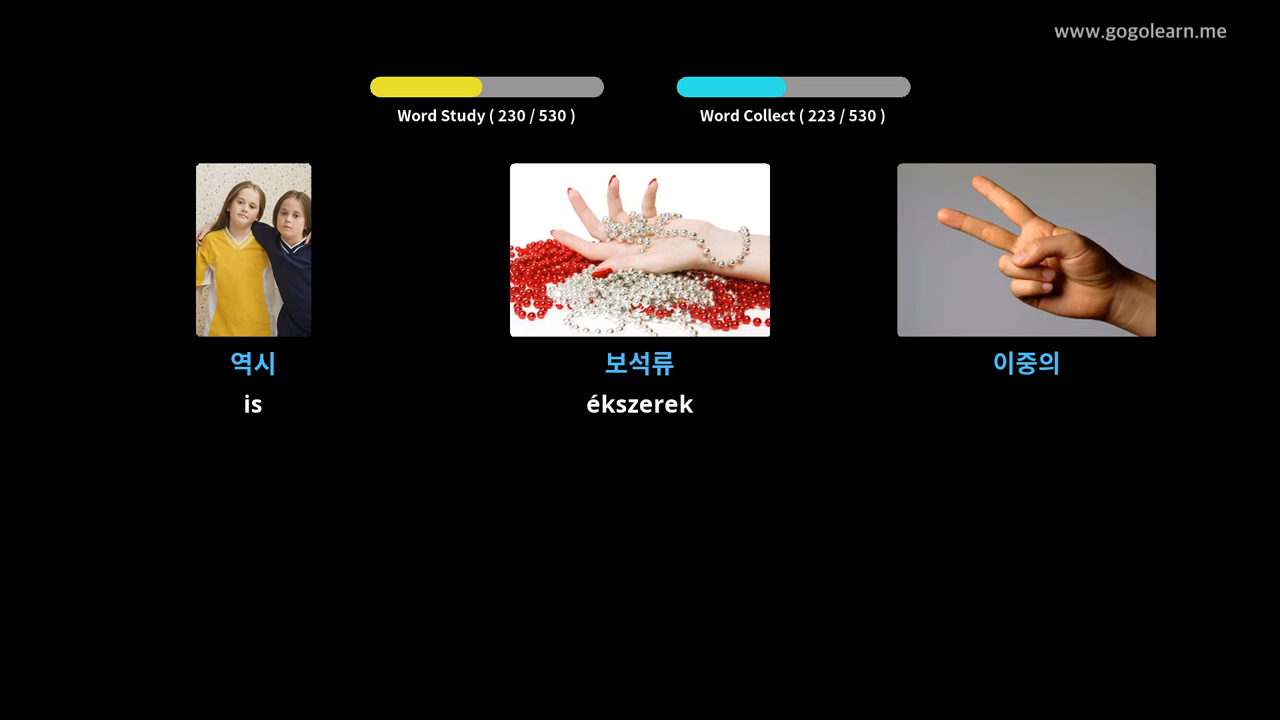 www.gogolearn.me
Word Study ( 230 / 530 )
Word Collect ( 223 / 530 )
역시
보석류
이중의
is
ékszerek